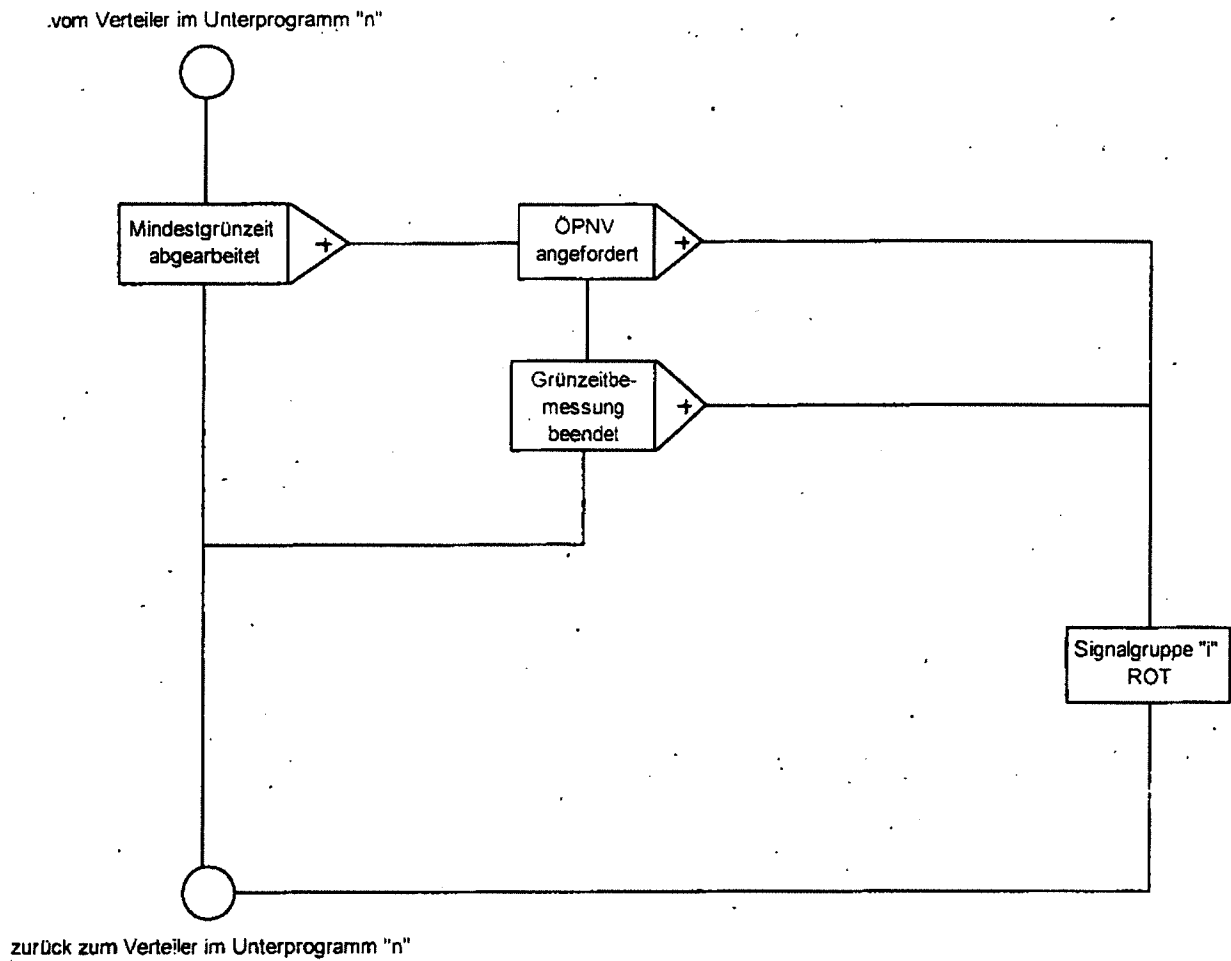 vom Verteiler im Unterprogramm "n"
Mindestgrünzeit
abgearbeitet
+
ÖPNV
angefordert
+
Grünzeitbe-
messung
beendet
+
Signalgruppe "i"
ROT
zurück zum Verteiler im Unterprogramm "n"